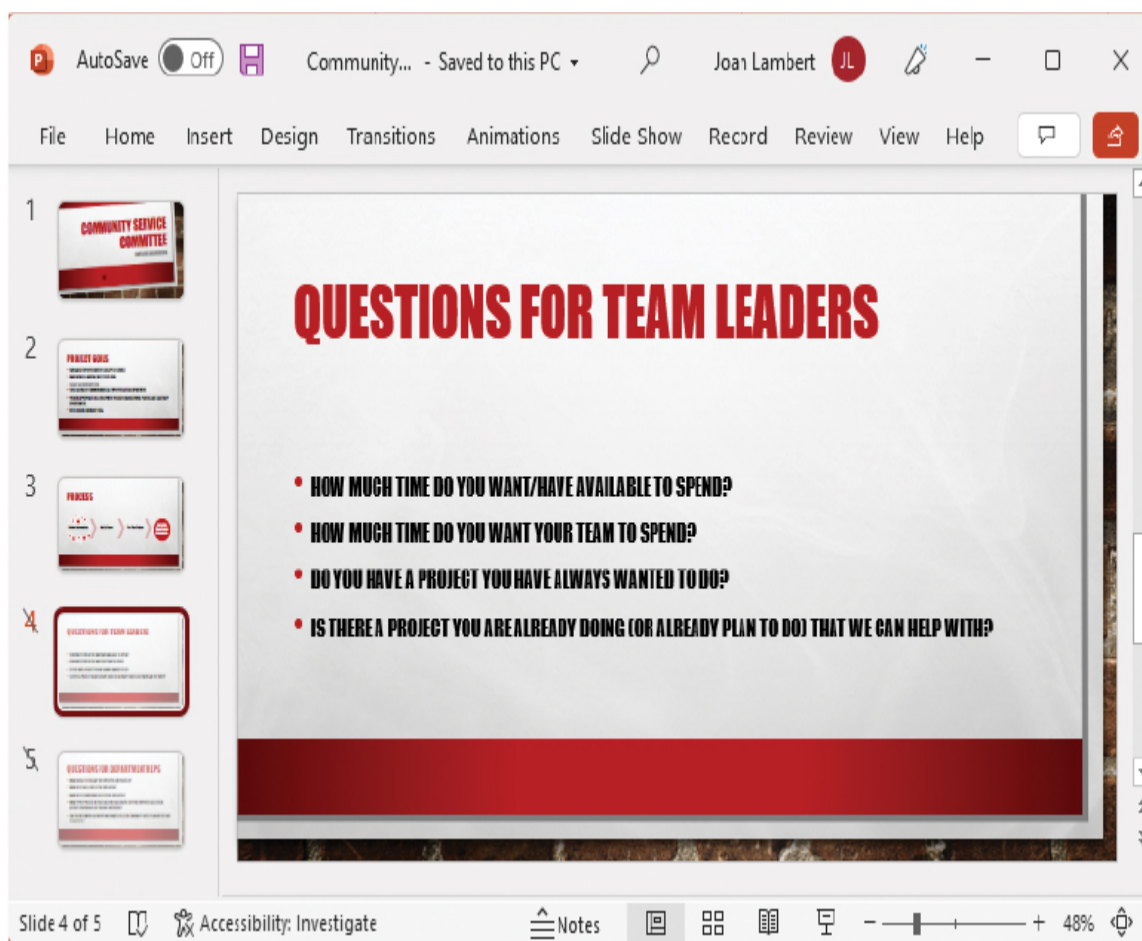 P AutoSave Off Community... - Saved to this PC Joan Lambert JL
File Home Insert Design Transitions Animations Slide Show Record Review View Help
1
COMMUNITY SERVICE
COMMITTEE
2
PROJECT GOALS
3
PROCESS
4
QUESTIONS FOR TEAM LEADERS
5
QUESTIONS FOR DEPARTMENT REPS
QUESTIONS FOR TEAM LEADERS
• HOW MUCH TIME DO YOU WANT/HAVE AVAILABLE TO SPEND?
• HOW MUCH TIME DO YOU WANT YOUR TEAM TO SPEND?
• DO YOU HAVE A PROJECT YOU HAVE ALWAYS WANTED TO DO?
• IS THERE A PROJECT YOU ARE ALREADY DOING (OR ALREADY PLAN TO DO) THAT WE CAN HELP WITH?
Slide 4 of 5 Accessibility: Investigate Notes 48%